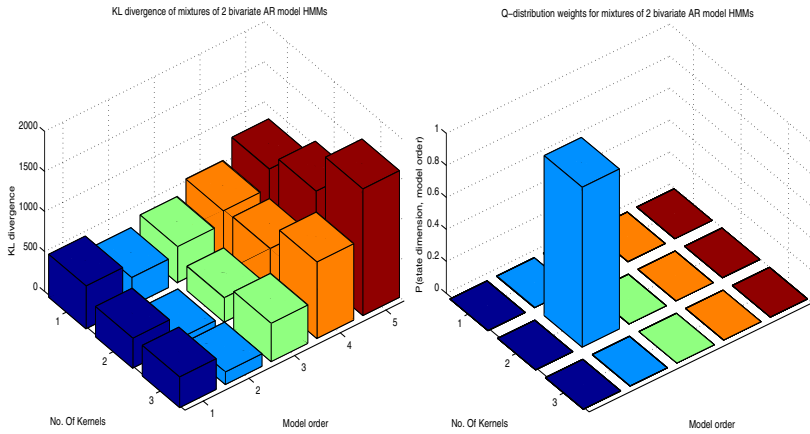 KL divergence of mixtures of 2 bivariate AR model HMMs
2000
1500
1000
500
0
KL divergence
1
2
3
No. Of Kernels
1
2
3
4
5
Model order
Q-distribution weights for mixtures of 2 bivariate AR model HMMs
1
0.8
0.6
0.4
0.2
0
P(state dimension, model order)
1
2
3
No. Of Kernels
Model order